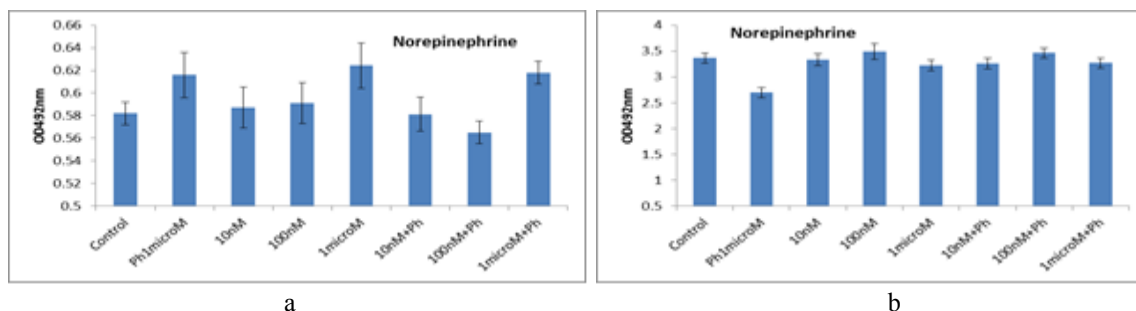 Norepinephrine
OD492nm
0.66
0.64
0.62
0.6
0.58
0.56
0.54
0.52
0.5
Control
Ph1microM
10nM
100nM
1microM
10nM+Ph
100nM+Ph
1microM+Ph
a
Norepinephrine
OD492nm
4
3.5
3
2.5
2
1.5
1
0.5
Control
Ph1microM
10nM
100nM
1microM
10nM+Ph
100nM+Ph
1microM+Ph
b